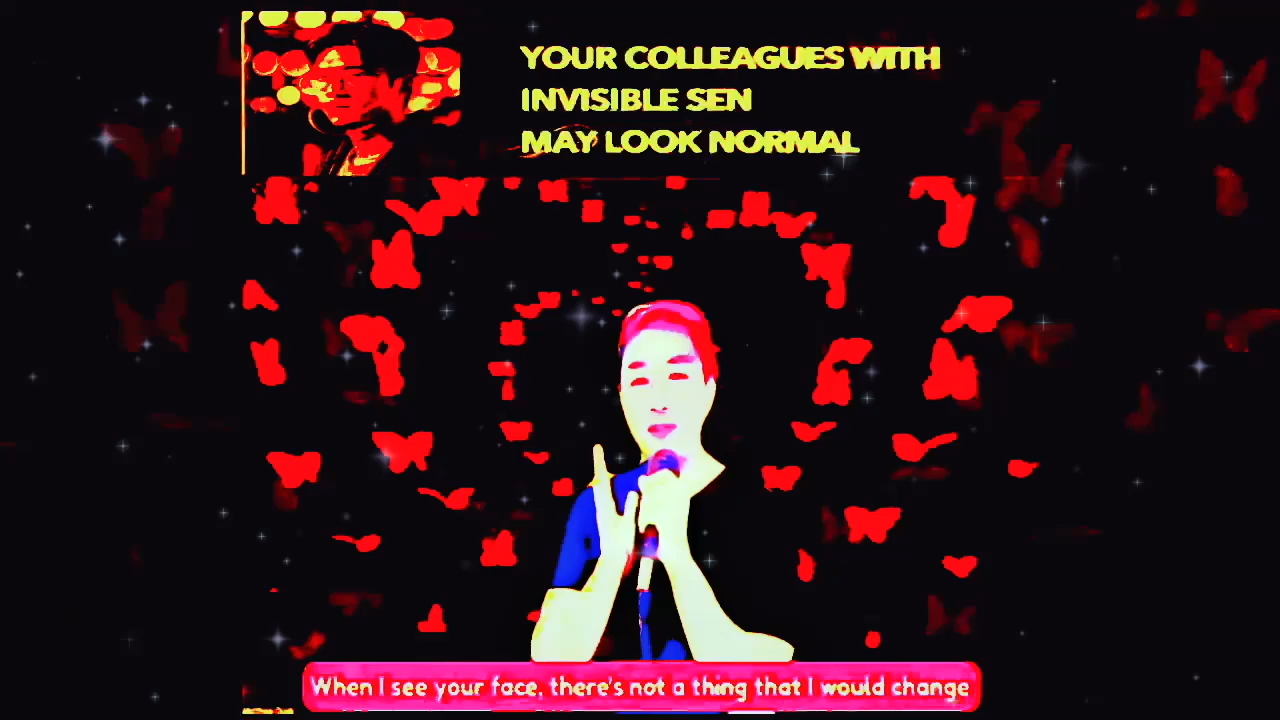 YOUR COLLEAGUES WITH
INVISIBLE SEN
MAY LOOK NORMAL
When I see your face, there's not a thing that I would change